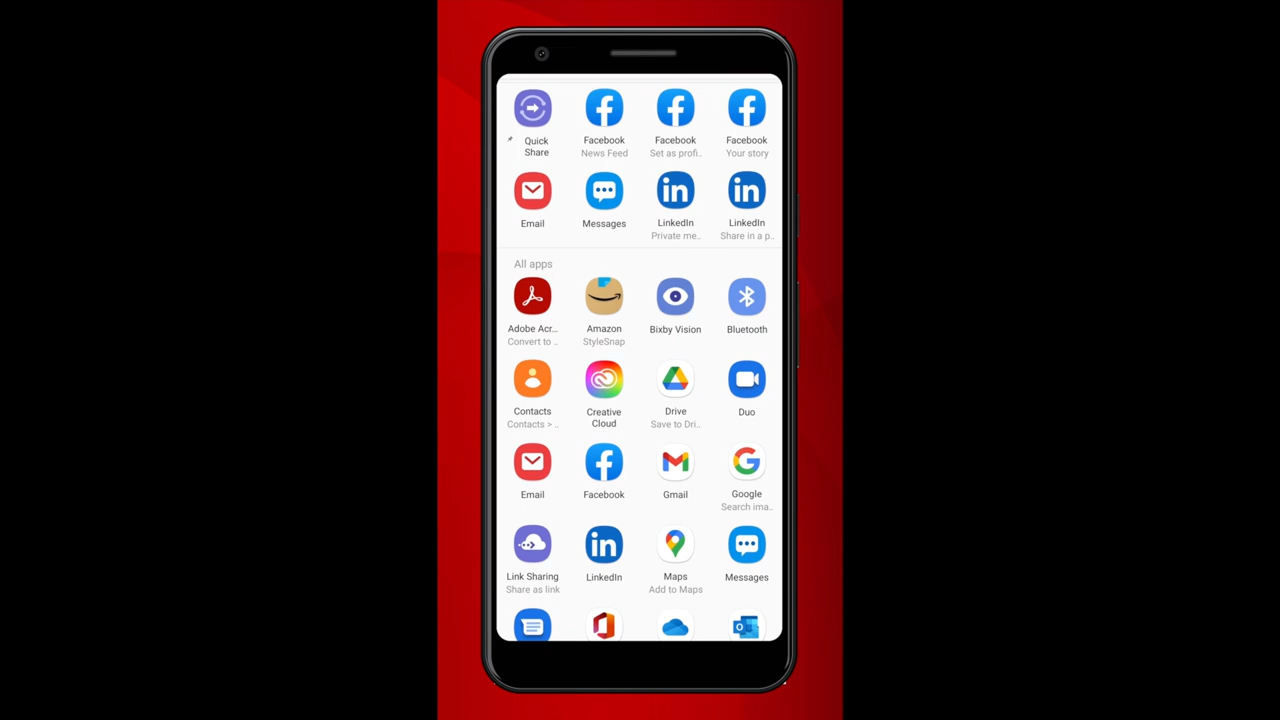 Quick
Share
Facebook
News Feed
Facebook
Set as profi..
Facebook
Your story
Email
Messages
LinkedIn
Private me..
LinkedIn
Share in a p..
All apps
Adobe Acr...
Convert to ..
Amazon
StyleSnap
Bixby Vision
Bluetooth
Contacts
Contacts > ..
Creative
Cloud
Drive
Save to Dri..
Duo
Email
Facebook
Gmail
Google
Search ima..
Link Sharing
Share as link
LinkedIn
Maps
Add to Maps
Messages